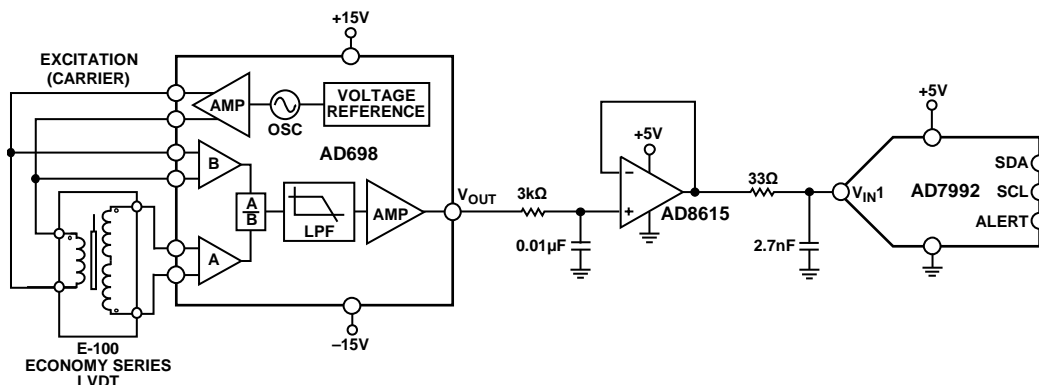 +15V
EXCITATION
(CARRIER)
AMP
OSC
VOLTAGE
REFERENCE
AD698
B
A
B
LPF
AMP
A
VOUT
3kΩ
0.01µF
+5V
−
+
AD8615
33Ω
2.7nF
+5V
VIN1
AD7992
SDA
SCL
ALERT
–15V
E-100
ECONOMY SERIES
LVDT